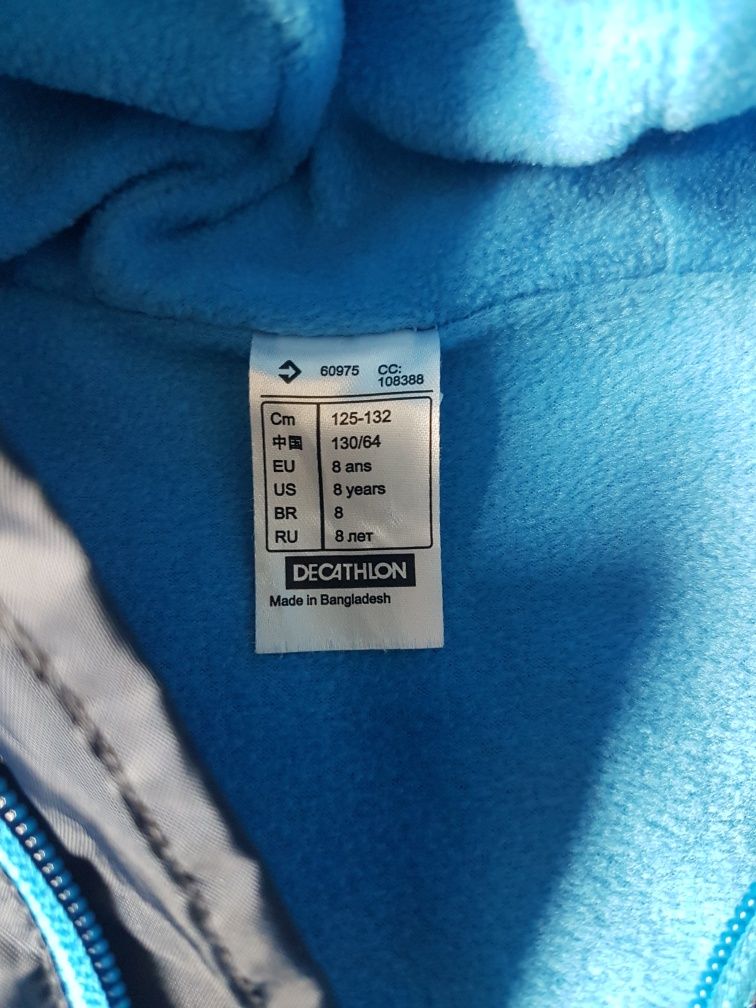 60975 CC:
108388
Cm 125-132
中国 130/64
EU 8 ans
US 8 years
BR 8
RU 8 лет
DECATHLON
Made in Bangladesh